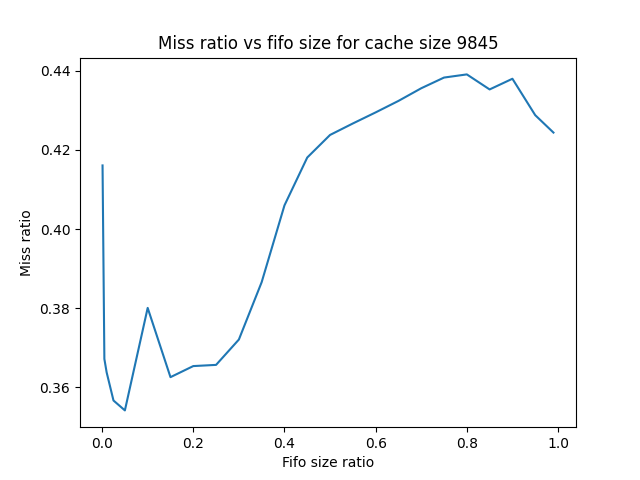 Miss ratio vs fifo size for cache size 9845
0.44
0.42
0.40
0.38
0.36
Miss ratio
0.0 0.2 0.4 0.6 0.8 1.0
Fifo size ratio